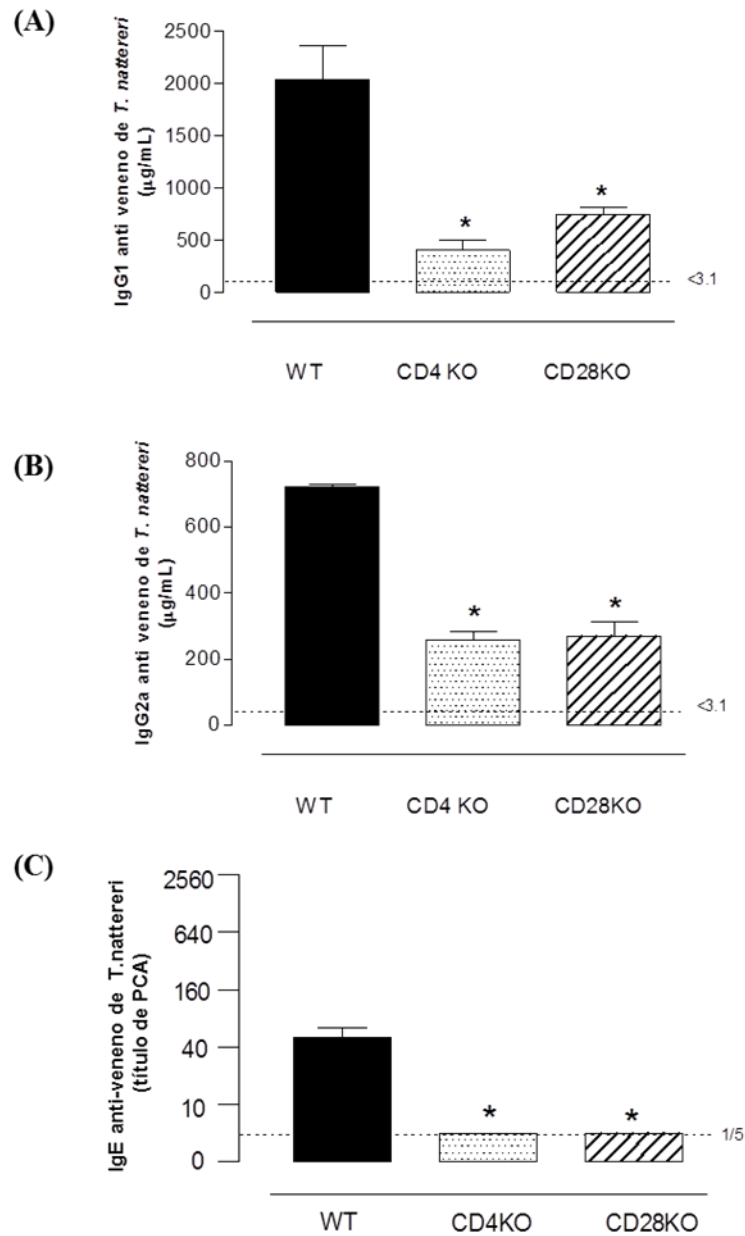 (A)
IgG1 anti veneno de T. nattereri
(µg/mL)
2500
2000
1500
1000
500
0
*
*
<3.1
WT CD4 KO CD28KO
(B)
IgG2a anti veneno de T. nattereri
(µg/mL)
800
600
400
200
0
*
*
<3.1
WT CD4 KO CD28KO
(C)
IgE anti-veneno de T.nattereri
(título de PCA)
2560
640
160
40
10
0
*
*
1/5
WT CD4KO CD28KO